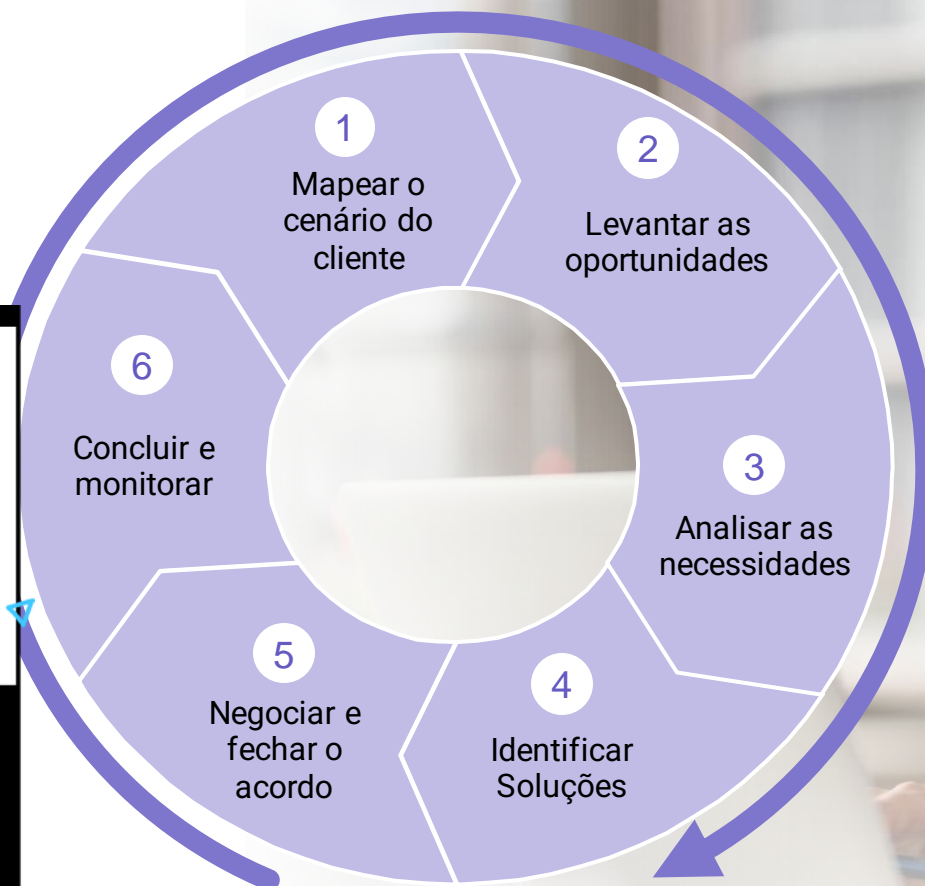 1
Mapear o
cenário do
cliente
2
Levantar as
oportunidades
3
Analisar as
necessidades
4
Identificar
Soluções
5
Negociar e
fechar o
acordo
6
Concluir e
monitorar